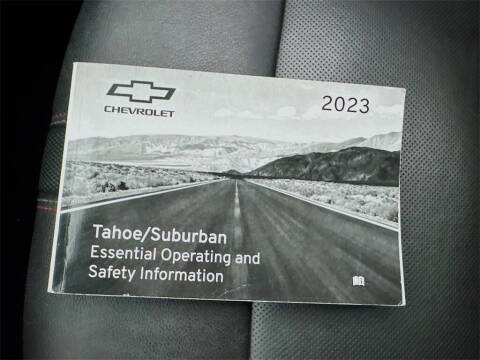 CHEVROLET
2023
Tahoe/Suburban
Essential Operating and
Safety Information